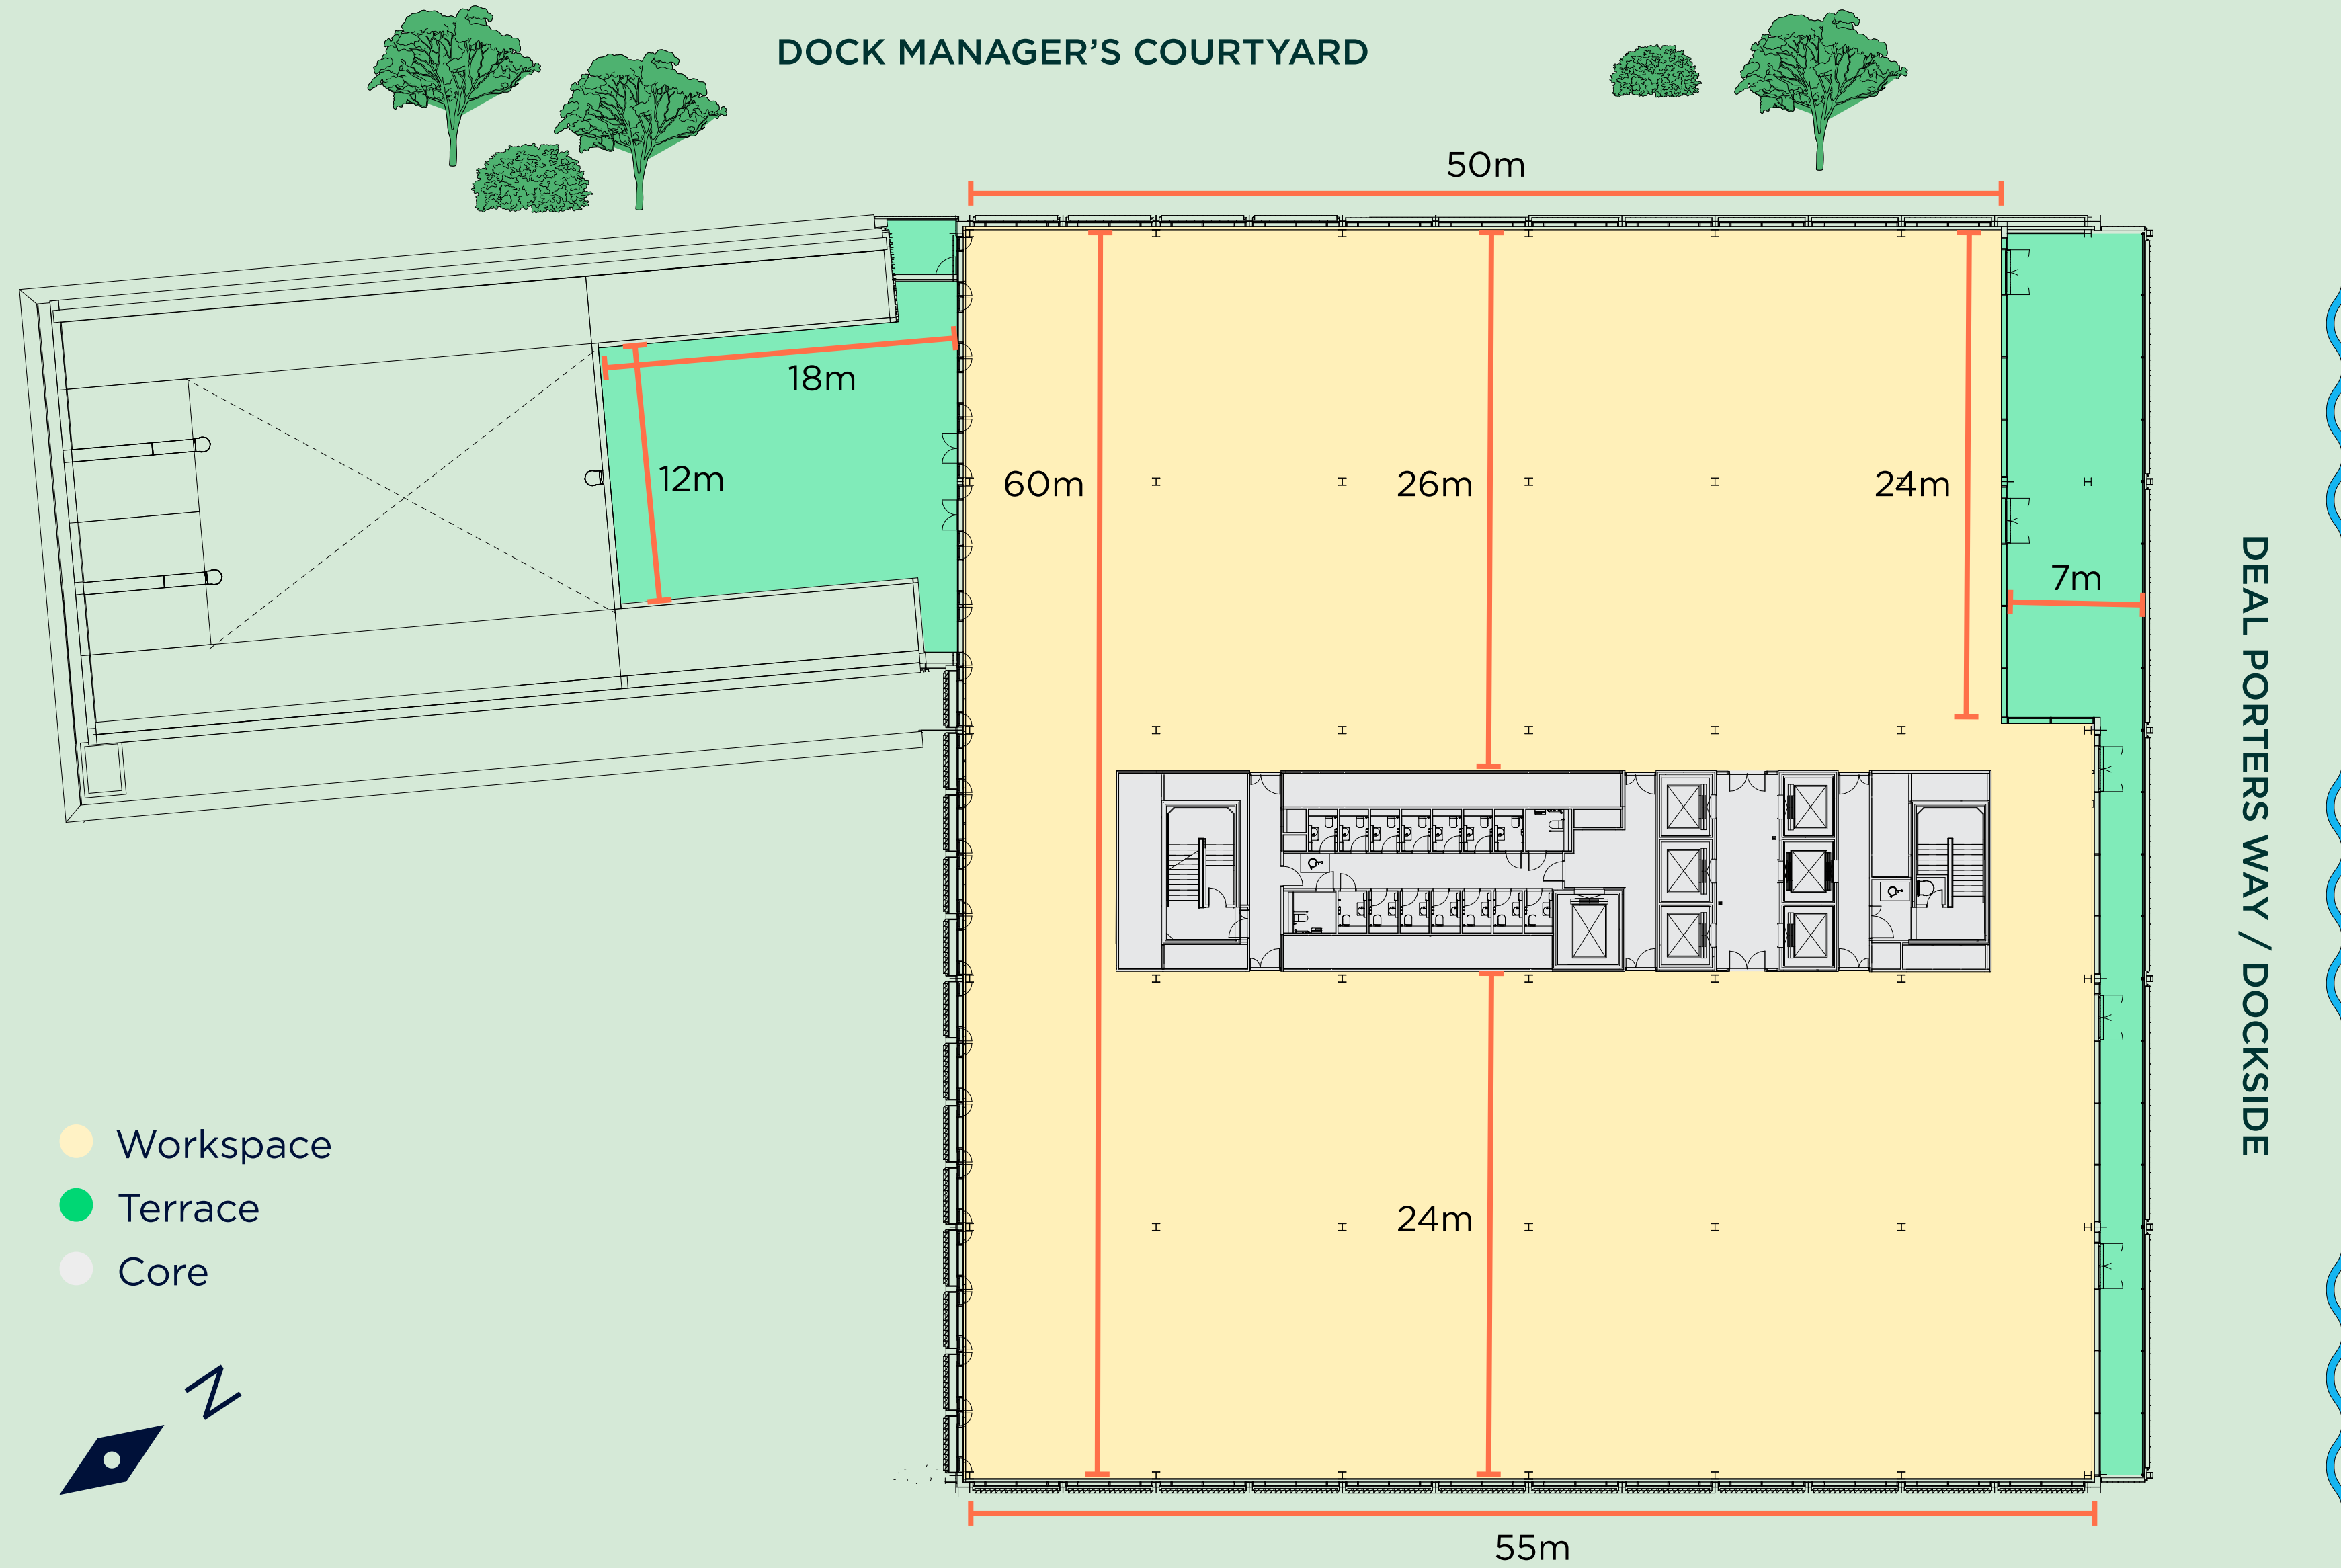 DOCK MANAGER’S COURTYARD
50m
18m
12m
60m
26m
24m
7m
DEAL PORTERS WAY / DOCKSIDE
Workspace
Terrace
Core
24m
N
55m